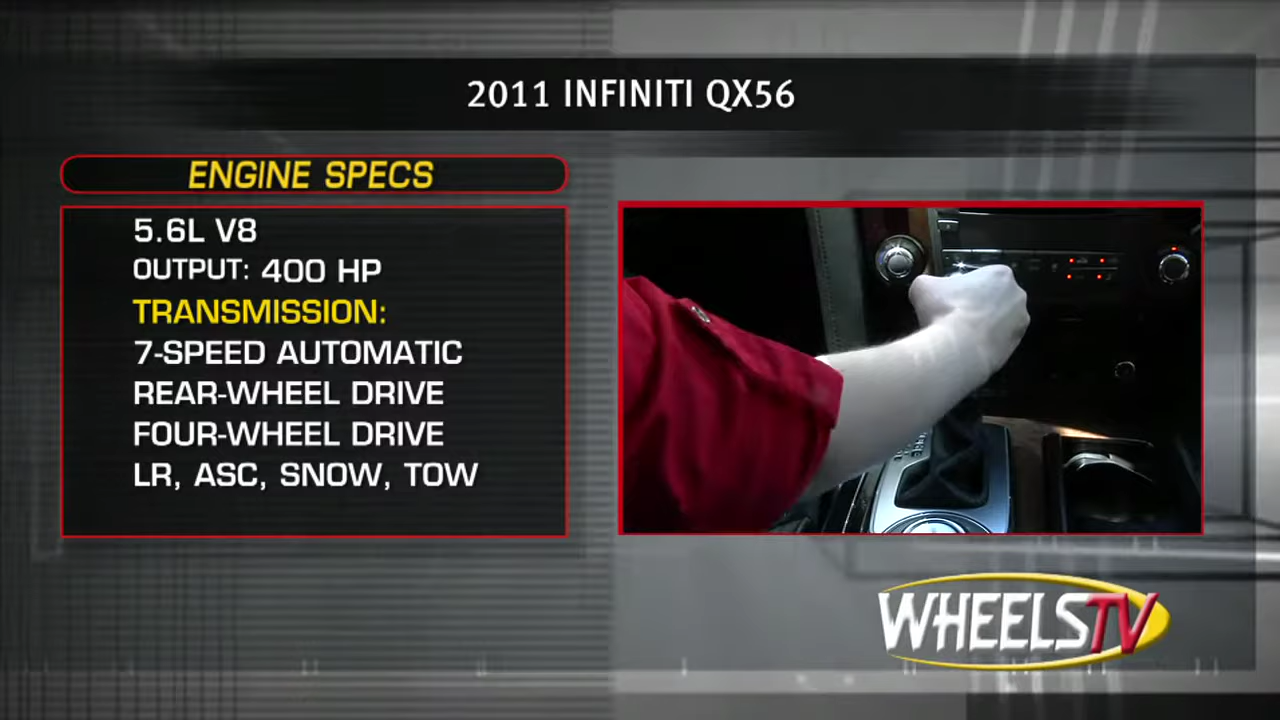 2011 INFINITI QX56
ENGINE SPECS
5.6L V8
OUTPUT: 400 HP
TRANSMISSION:
7-SPEED AUTOMATIC
REAR-WHEEL DRIVE
FOUR-WHEEL DRIVE
LR, ASC, SNOW, TOW
WHEELSTV